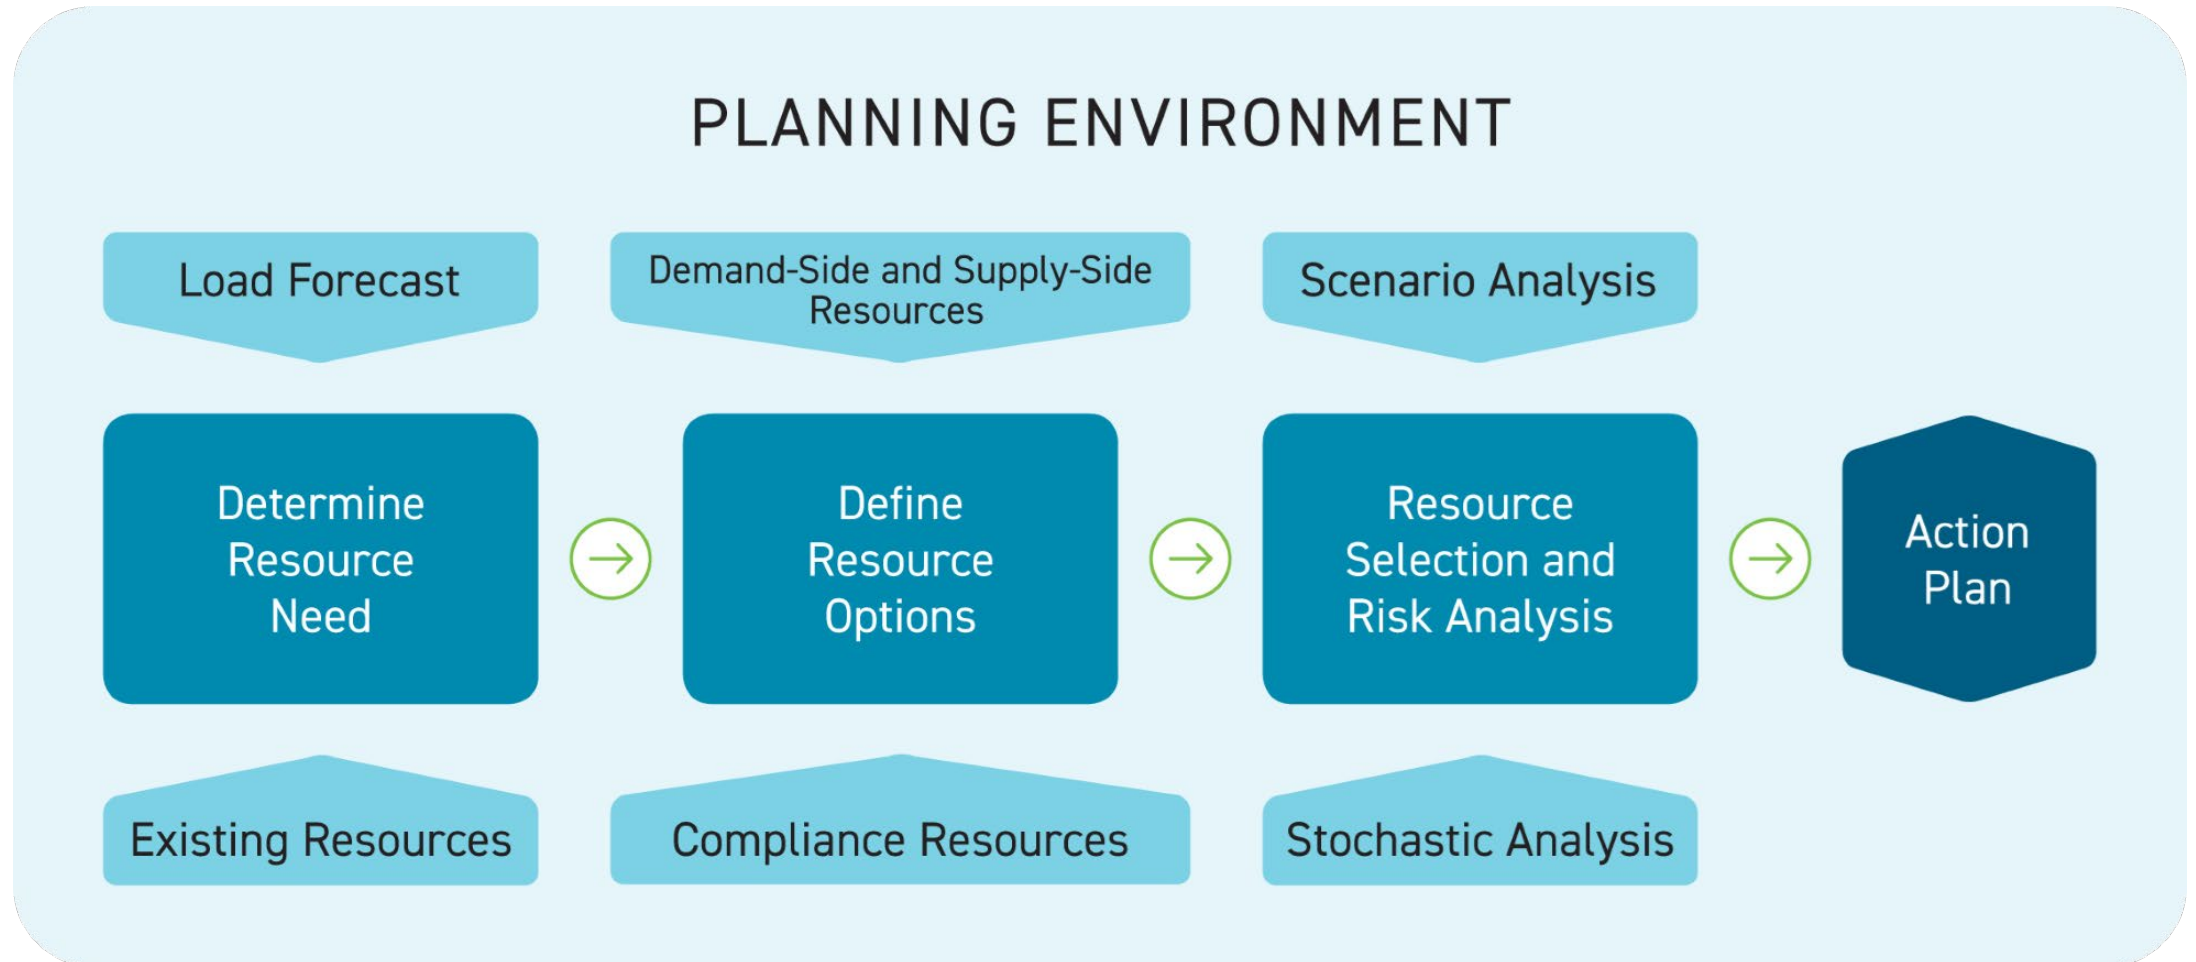 PLANNING ENVIRONMENT
Load Forecast
Demand-Side and Supply-Side
Resources
Scenario Analysis
Determine
Resource
Need
Define
Resource
Options
Resource
Selection and
Risk Analysis
Action
Plan
Existing Resources
Compliance Resources
Stochastic Analysis